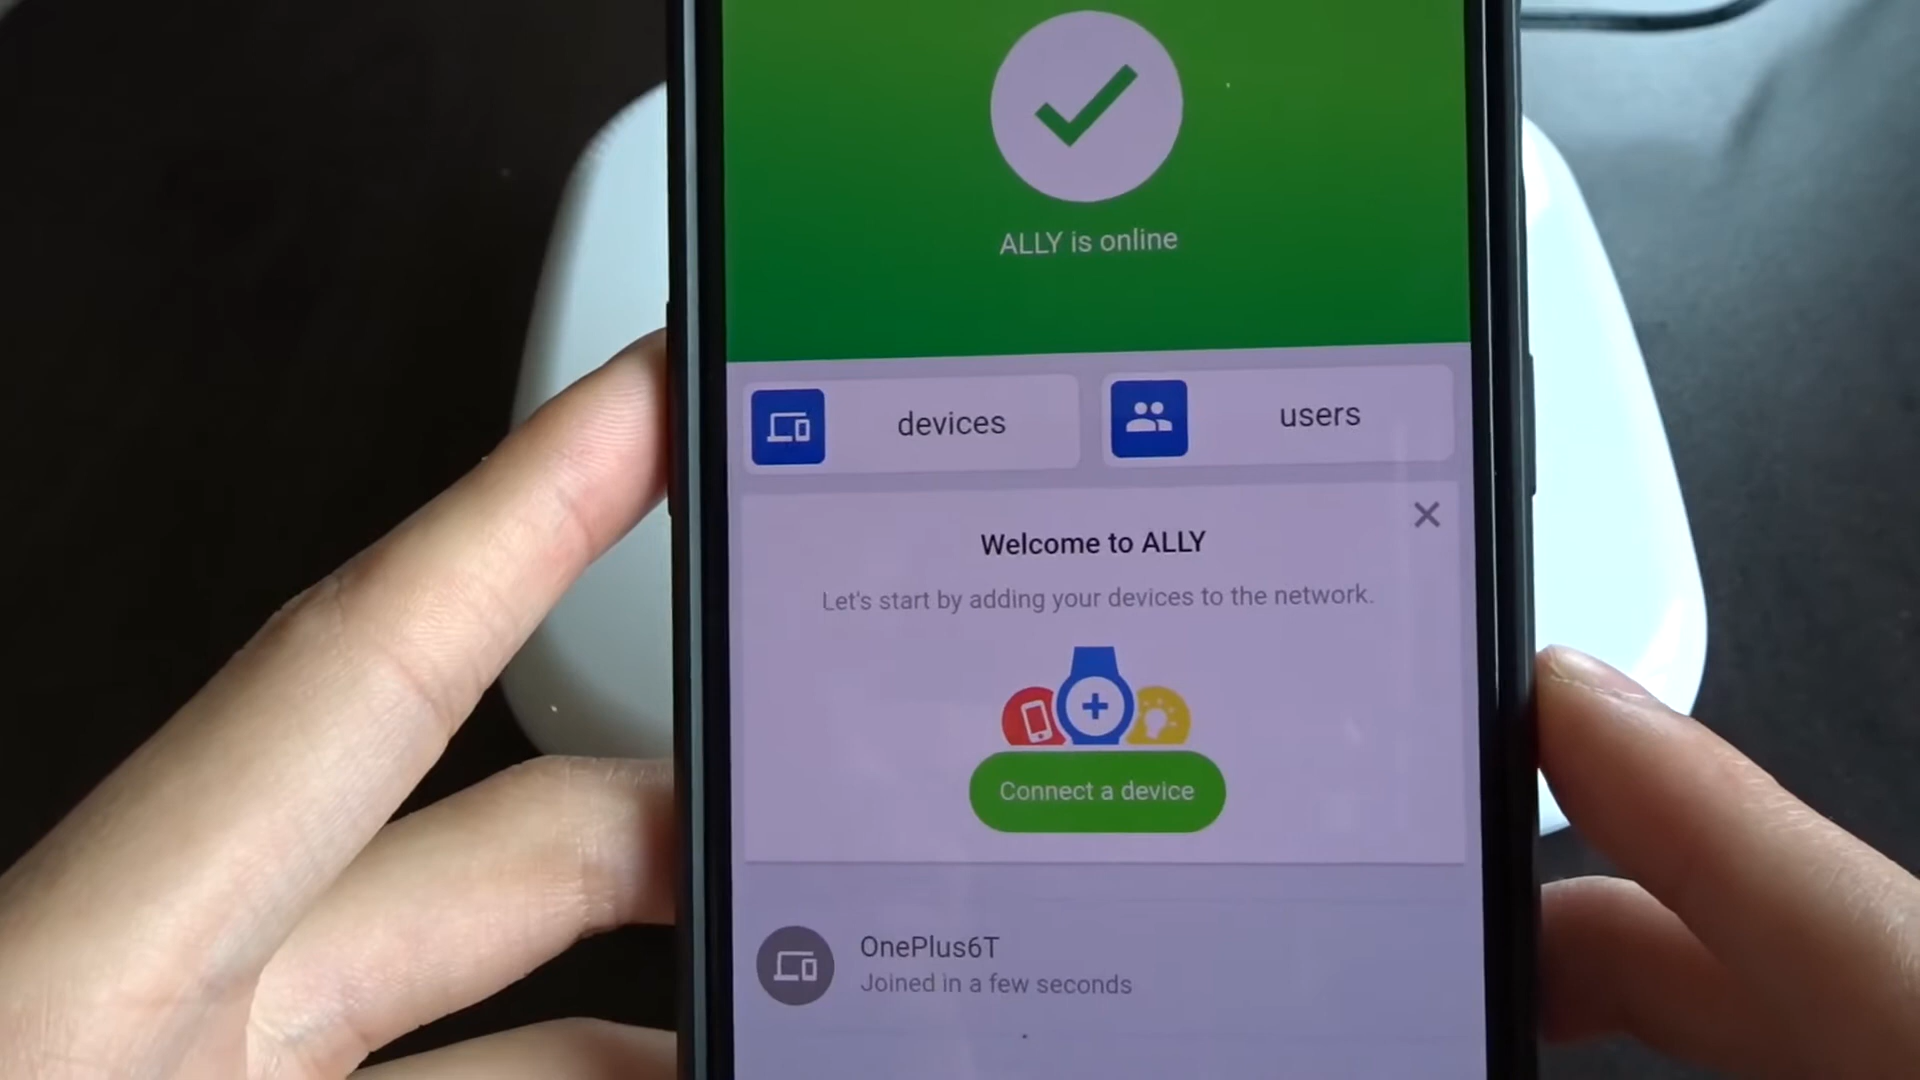 ALLY is online
devices
users
Welcome to ALLY
Let's start by adding your devices to the network.
Connect a device
OnePlus6T
Joined in a few seconds